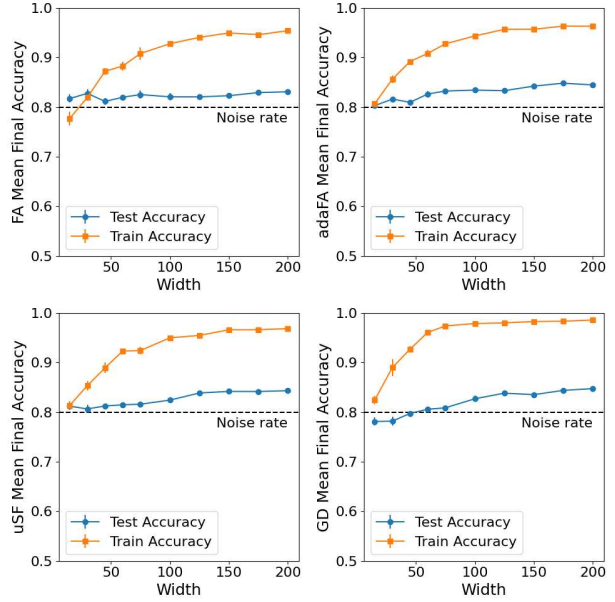 FA Mean Final Accuracy
1.0
0.9
0.8
0.7
0.6
0.5
Noise rate
Test Accuracy
Train Accuracy
50
100
150
200
Width
adaFA Mean Final Accuracy
1.0
0.9
0.8
0.7
0.6
0.5
Noise rate
Test Accuracy
Train Accuracy
50
100
150
200
Width
uSF Mean Final Accuracy
1.0
0.9
0.8
0.7
0.6
0.5
Noise rate
Test Accuracy
Train Accuracy
50
100
150
200
Width
GD Mean Final Accuracy
1.0
0.9
0.8
0.7
0.6
0.5
Noise rate
Test Accuracy
Train Accuracy
50
100
150
200
Width